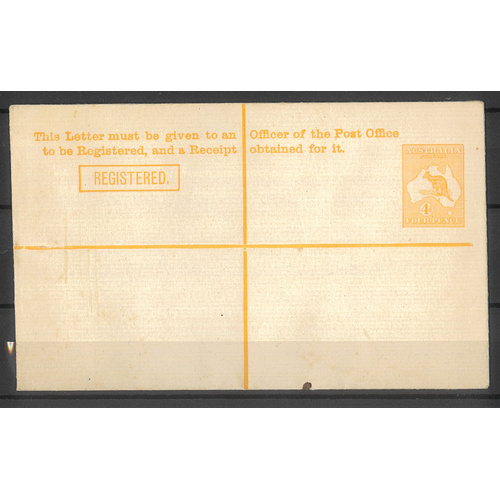 This Letter must be given to an Officer of the Post Office
to be Registered, and a Receipt obtained for it.
REGISTERED.
AUSTRALIA
4D
FOUR PENCE